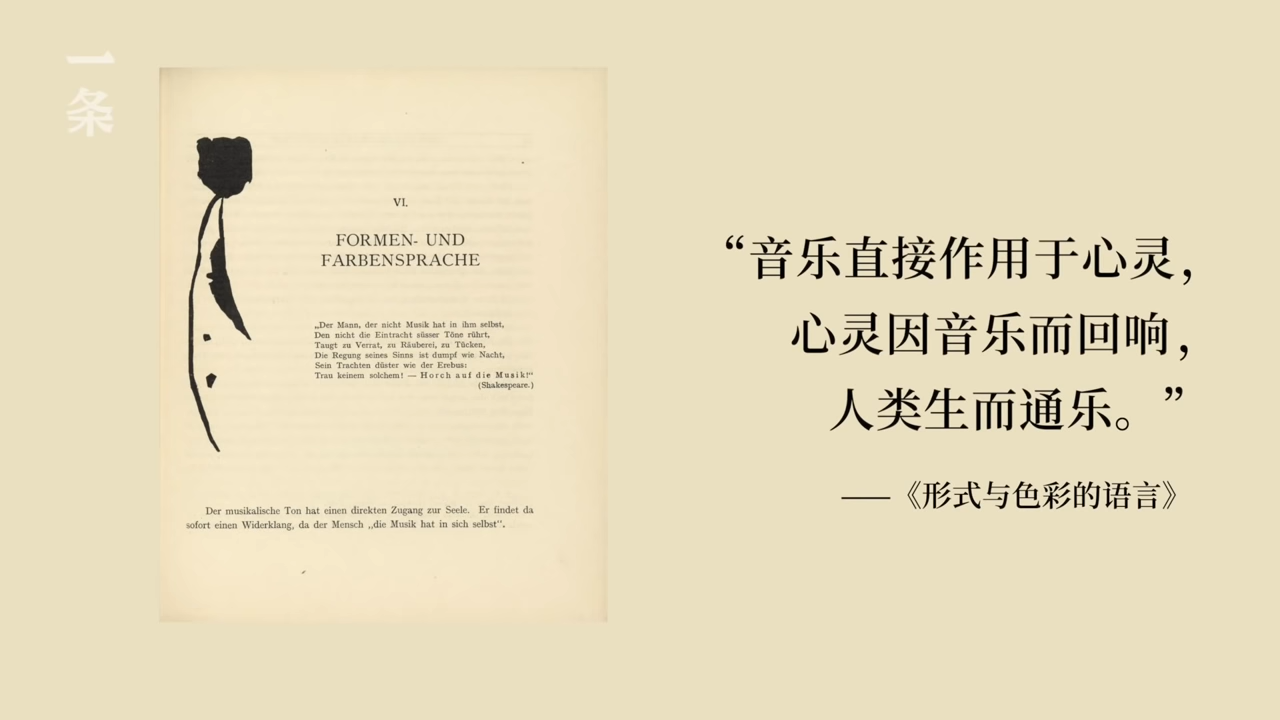 一条
VI.
FORMEN- UND
FARBENSPRACHE
„Der Mann, der nicht Musik hat in ihm selbst,
Den nicht die Eintracht süsser Töne rührt,
Taugt zu Verrat, zu Räuberei, zu Tücken,
Die Regung seines Sinns ist dumpf wie Nacht,
Sein Trachten düster wie der Erebus:
Trau keinem solchem! — Horch auf die Musik!“
(Shakespeare.)
Der musikalische Ton hat einen direkten Zugang zur Seele. Er findet da
sofort einen Widerklang, da der Mensch „die Musik hat in sich selbst“.
“音乐直接作用于心灵，
心灵因音乐而回响，
人类生而通乐。”
——《形式与色彩的语言》